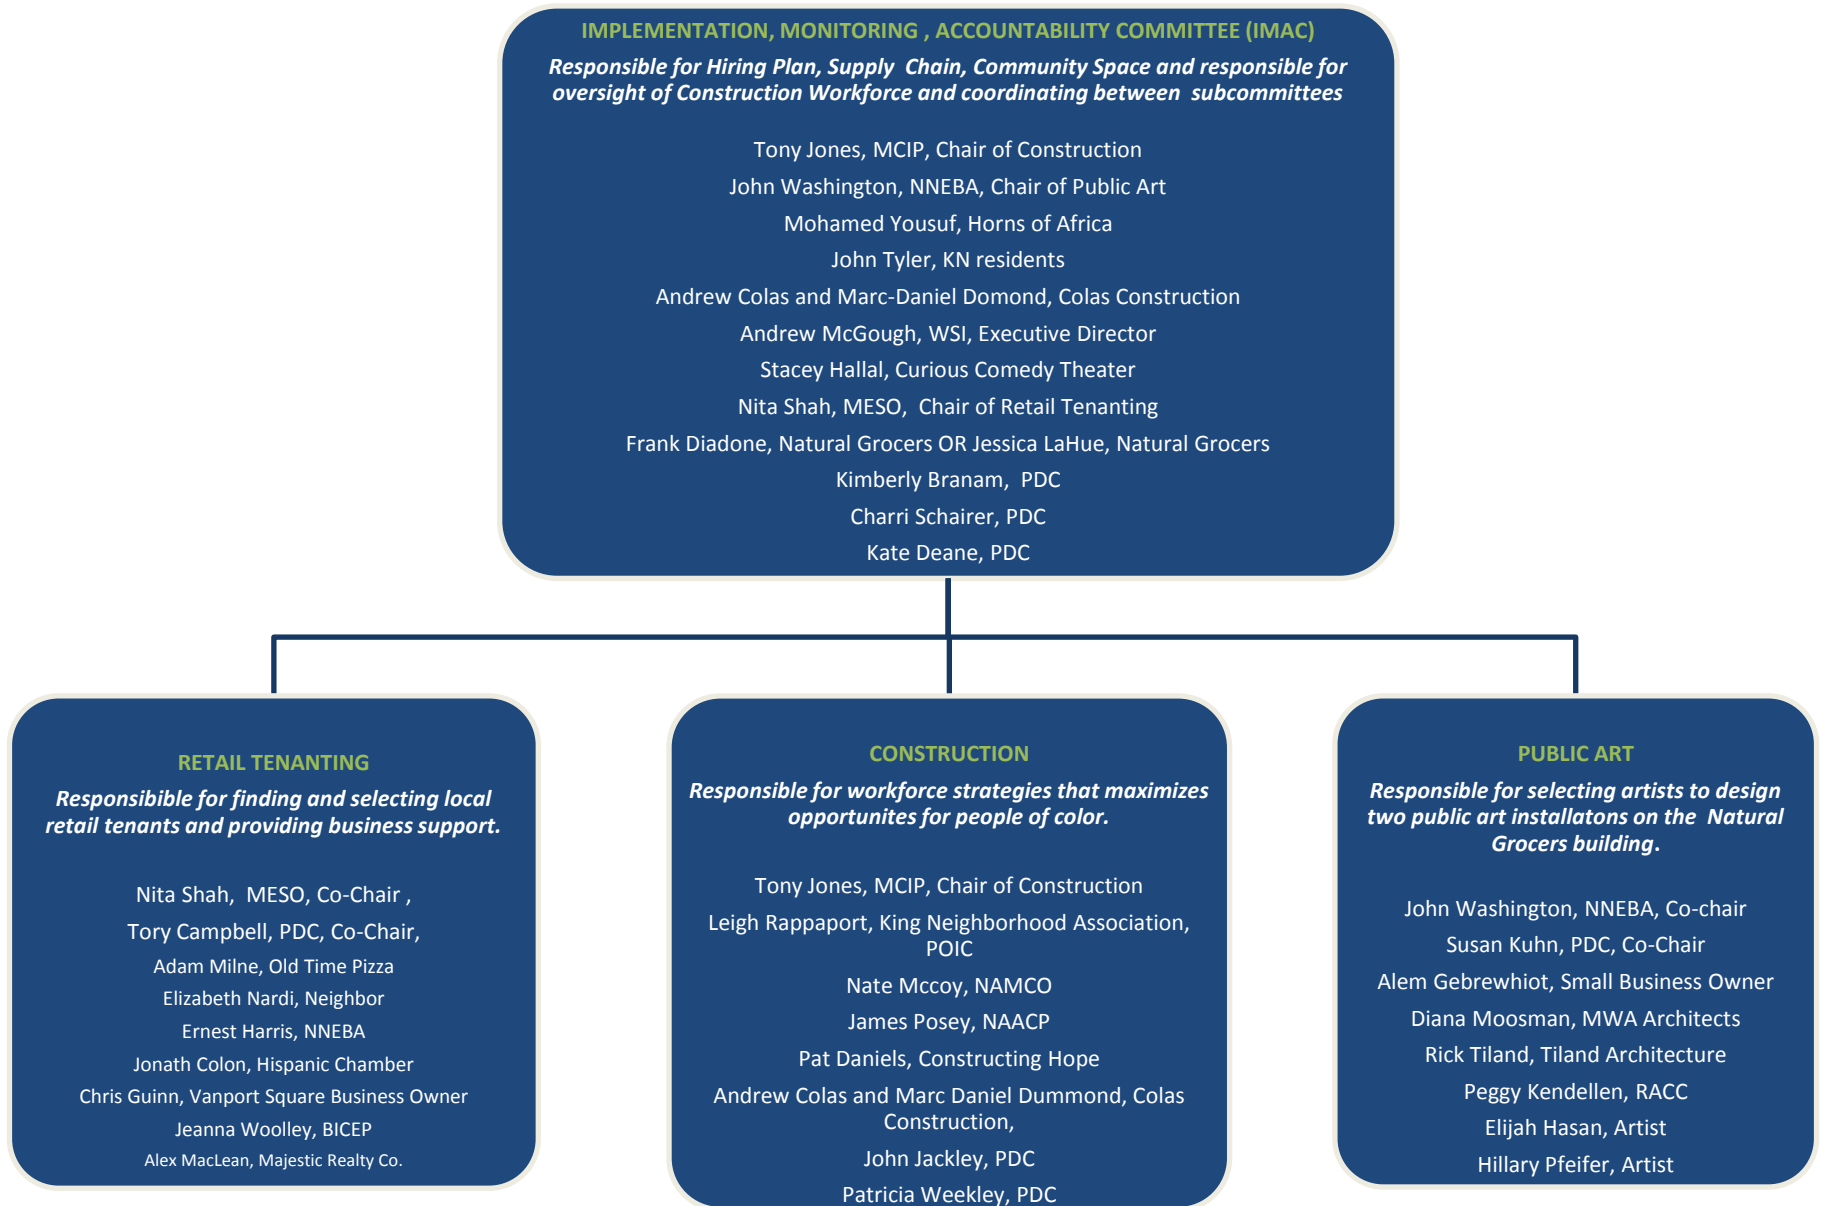 IMPLEMENTATION, MONITORING , ACCOUNTABILITY COMMITTEE (IMAC)
Responsible for Hiring Plan, Supply  Chain, Community Space and responsible for
oversight of Construction Workforce and coordinating between  subcommittees
Tony Jones, MCIP, Chair of Construction
John Washington, NNEBA, Chair of Public Art
Mohamed Yousuf, Horns of Africa
John Tyler, KN residents
Andrew Colas and Marc-Daniel Domond, Colas Construction
Andrew McGough, WSI, Executive Director
Stacey Hallal, Curious Comedy Theater
Nita Shah, MESO,  Chair of Retail Tenanting
Frank Diadone, Natural Grocers OR Jessica LaHue, Natural Grocers
Kimberly Branam,  PDC
Charri Schairer, PDC
Kate Deane, PDC
RETAIL TENANTING
Responsibible for finding and selecting local
retail tenants and providing business support.
Nita Shah,  MESO, Co-Chair ,
Tory Campbell, PDC, Co-Chair,
Adam Milne, Old Time Pizza
Elizabeth Nardi, Neighbor
Ernest Harris, NNEBA
Jonath Colon, Hispanic Chamber
Chris Guinn, Vanport Square Business Owner
Jeanna Woolley, BICEP
Alex MacLean, Majestic Realty Co.
CONSTRUCTION
Responsible for workforce strategies that maximizes
opportunites for people of color.
Tony Jones, MCIP, Chair of Construction
Leigh Rappaport, King Neighborhood Association,
POIC
Nate Mccoy, NAMCO
James Posey, NAACP
Pat Daniels, Constructing Hope
Andrew Colas and Marc Daniel Dummond, Colas
Construction,
John Jackley, PDC
Patricia Weekley, PDC
PUBLIC ART
Responsible for selecting artists to design
two public art installatons on the  Natural
Grocers building.
John Washington, NNEBA, Co-chair
Susan Kuhn, PDC, Co-Chair
Alem Gebrewhiot, Small Business Owner
Diana Moosman, MWA Architects
Rick Tiland, Tiland Architecture
Peggy Kendellen, RACC
Elijah Hasan, Artist
Hillary Pfeifer, Artist